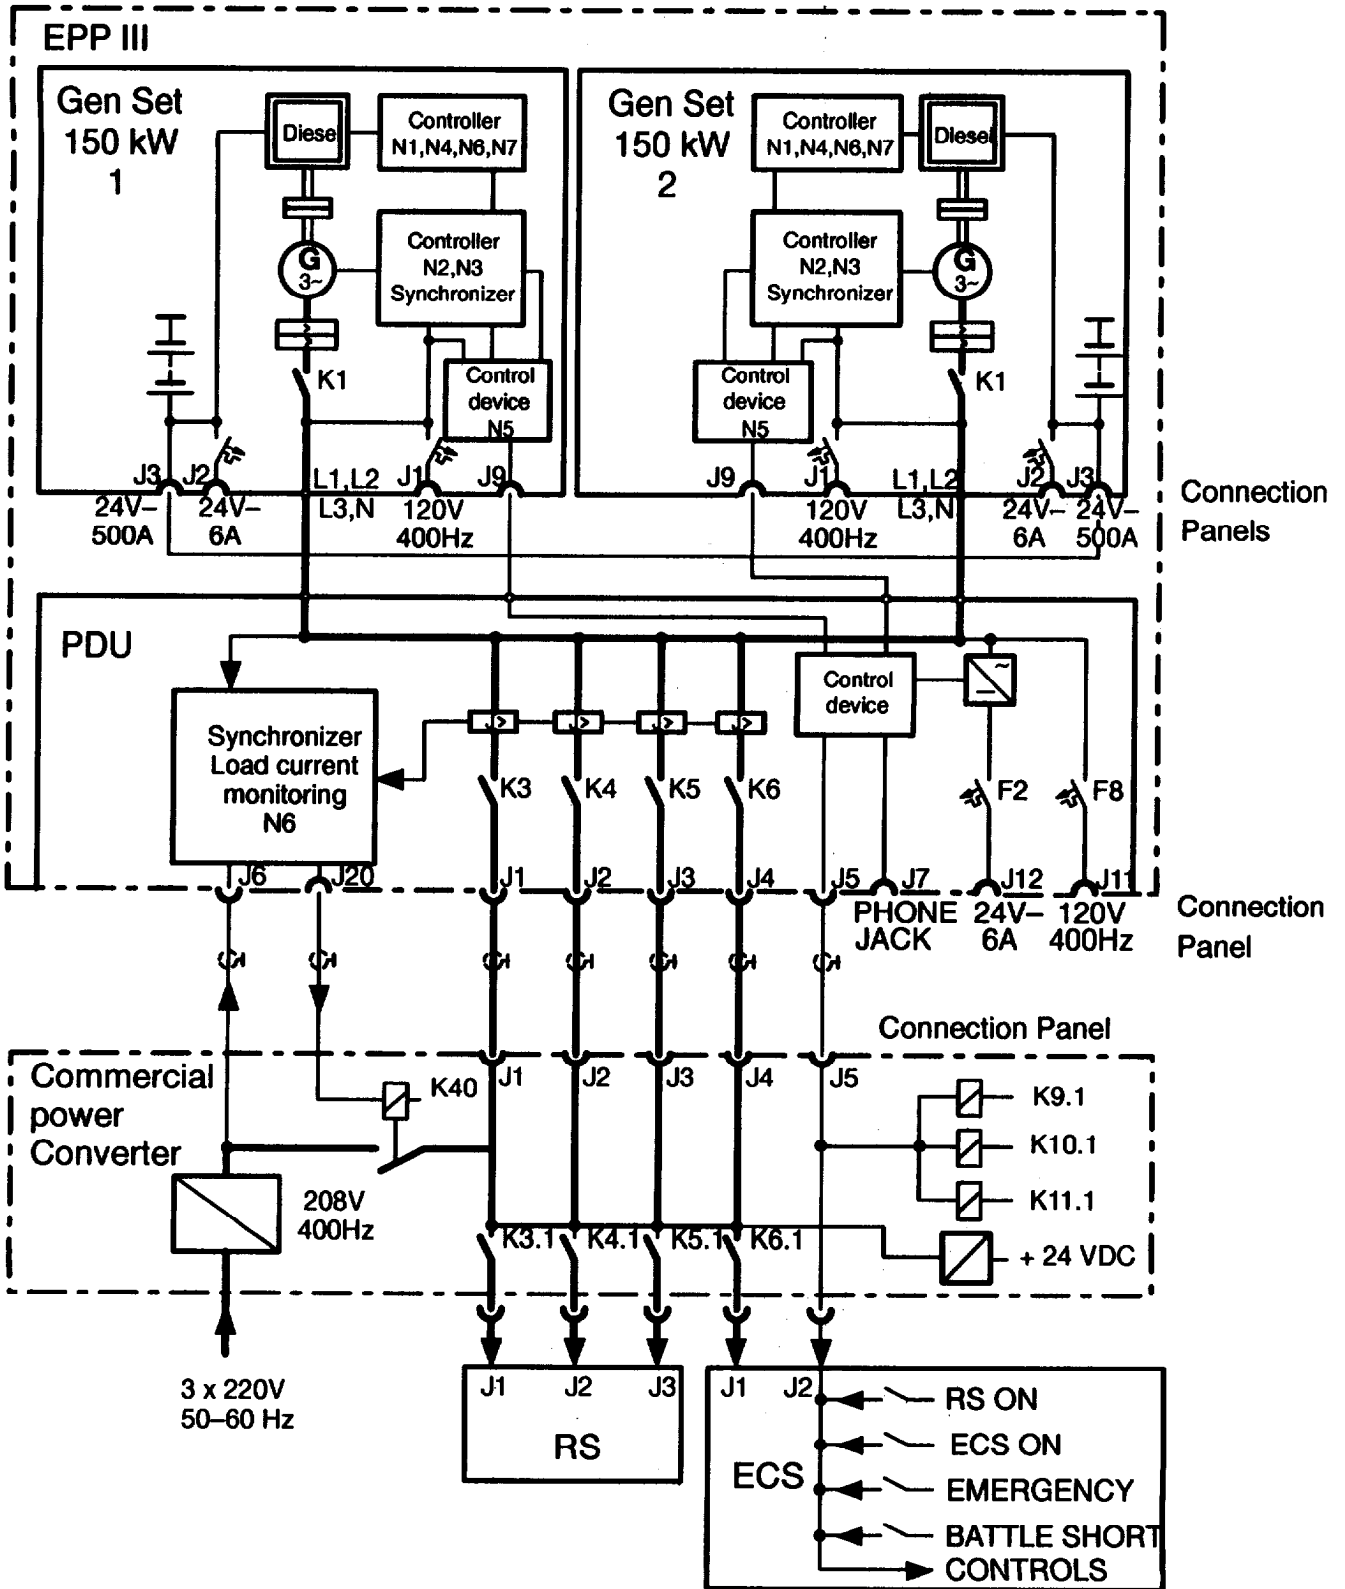 EPP III
Gen Set
150 kW
1
Diesel
Controller
N1,N4,N6,N7
Controller
N2,N3
Synchronizer
G
3~
K1
Control
device
N5
J3
J2
L1,L2
J1
J9
24V–
500A
24V–
6A
L3,N
120V
400Hz
Gen Set
150 kW
2
Controller
N1,N4,N6,N7
Diesel
Controller
N2,N3
Synchronizer
G
3~
K1
Control
device
N5
J9
J1
L1,L2
J2
J3
120V
400Hz
L3,N
24V–
6A
24V–
500A
Connection
Panels
PDU
Synchronizer
Load current
monitoring
N6
Control
device
~
–
K3
K4
K5
K6
F2
F8
J6
J20
J1
J2
J3
J4
J5
J7
J12
J11
PHONE
JACK
24V–
6A
120V
400Hz
Connection
Panel
Connection Panel
Commercial
power
Converter
K40
J1
J2
J3
J4
J5
K9.1
K10.1
K11.1
208V
400Hz
K3.1
K4.1
K5.1
K6.1
+ 24 VDC
3 x 220V
50–60 Hz
J1
J2
J3
RS
J1
J2
ECS
RS ON
ECS ON
EMERGENCY
BATTLE SHORT
CONTROLS